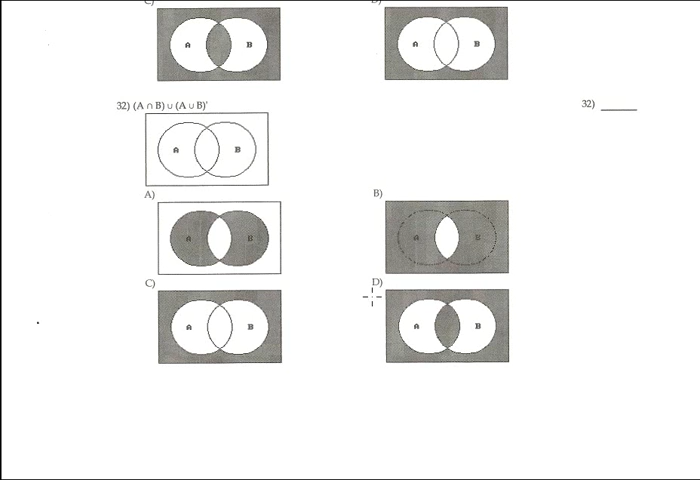 C)
D)
A B
A B
32) (A ∩ B) ∪ (A ∪ B)'
32) ______
A B
A)
B)
A B
A B
C)
D)
A B
A B